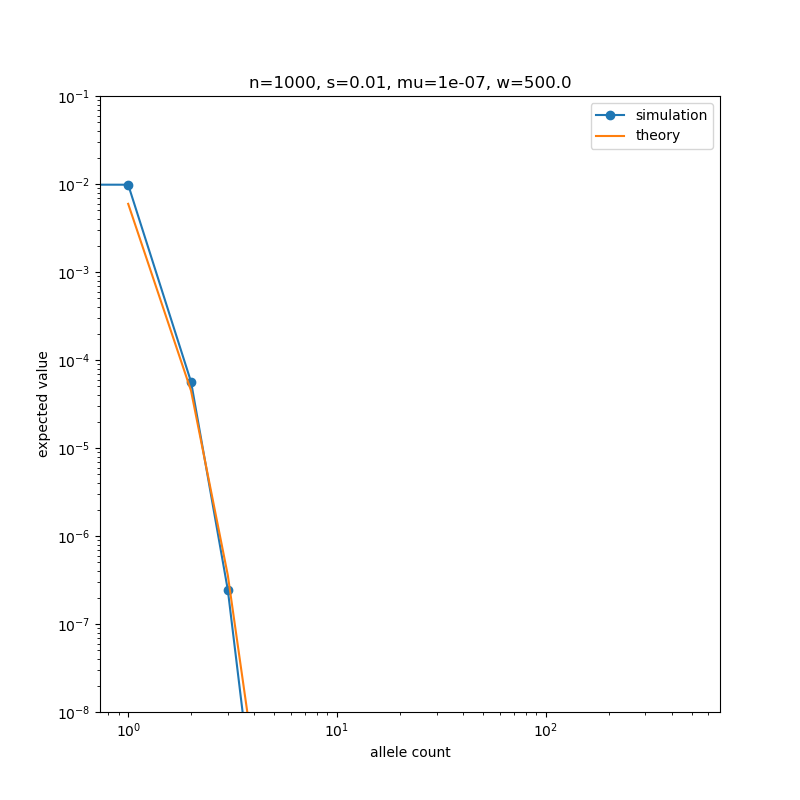 n=1000, s=0.01, mu=1e-07, w=500.0
simulation
theory
10⁻¹
10⁻²
10⁻³
10⁻⁴
10⁻⁵
10⁻⁶
10⁻⁷
10⁻⁸
expected value
10⁰ 10¹ 10²
allele count